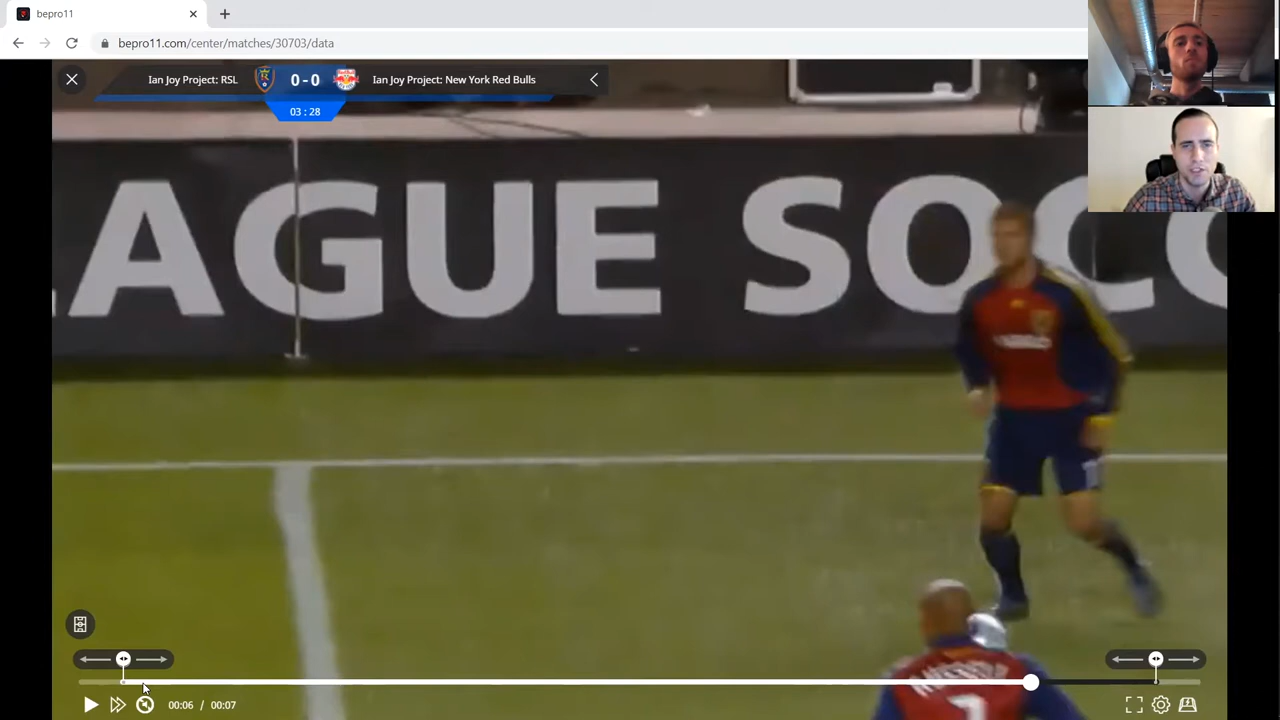 bepro11
bepro11.com/center/matches/30703/data
Ian Joy Project: RSL 0 - 0 Ian Joy Project: New York Red Bulls
03 : 28
AGUE SOCC
00:06 / 00:07